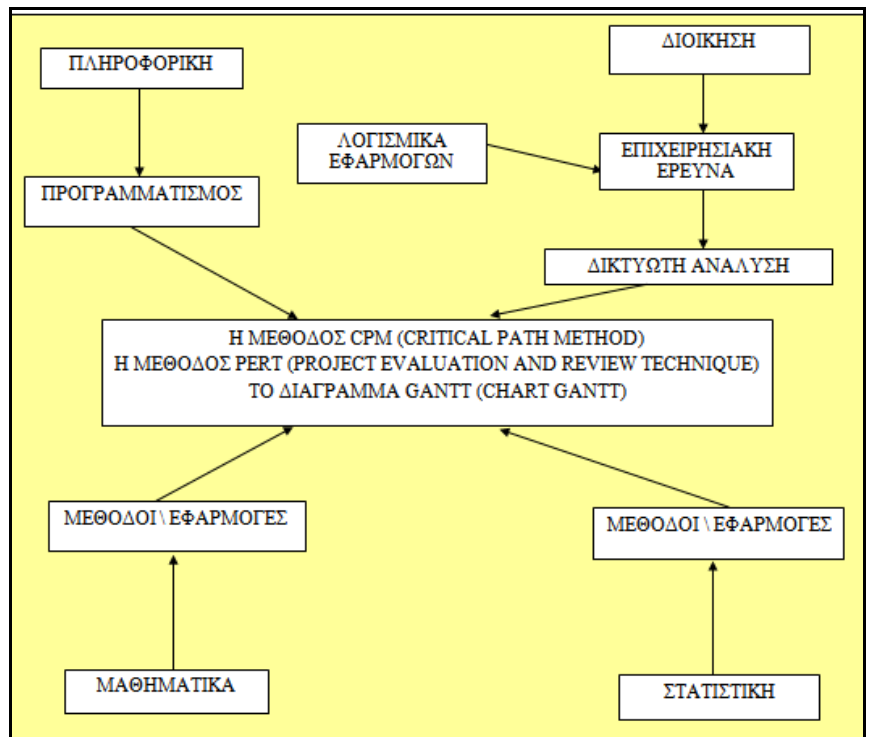 ΔΙΟΙΚΗΣΗ
ΠΛΗΡΟΦΟΡΙΚΗ
ΛΟΓΙΣΜΙΚΑ
ΕΦΑΡΜΟΓΩΝ
ΕΠΙΧΕΙΡΗΣΙΑΚΗ
ΕΡΕΥΝΑ
ΠΡΟΓΡΑΜΜΑΤΙΣΜΟΣ
ΔΙΚΤΥΩΤΗ ΑΝΑΛΥΣΗ
Η ΜΕΘΟΔΟΣ CPM (CRITICAL PATH METHOD)
Η ΜΕΘΟΔΟΣ PERT (PROJECT EVALUATION AND REVIEW TECHNIQUE)
ΤΟ ΔΙΑΓΡΑΜΜΑ GANTT (CHART GANTT)
ΜΕΘΟΔΟΙ \ ΕΦΑΡΜΟΓΕΣ
ΜΕΘΟΔΟΙ \ ΕΦΑΡΜΟΓΕΣ
ΜΑΘΗΜΑΤΙΚΑ
ΣΤΑΤΙΣΤΙΚΗ